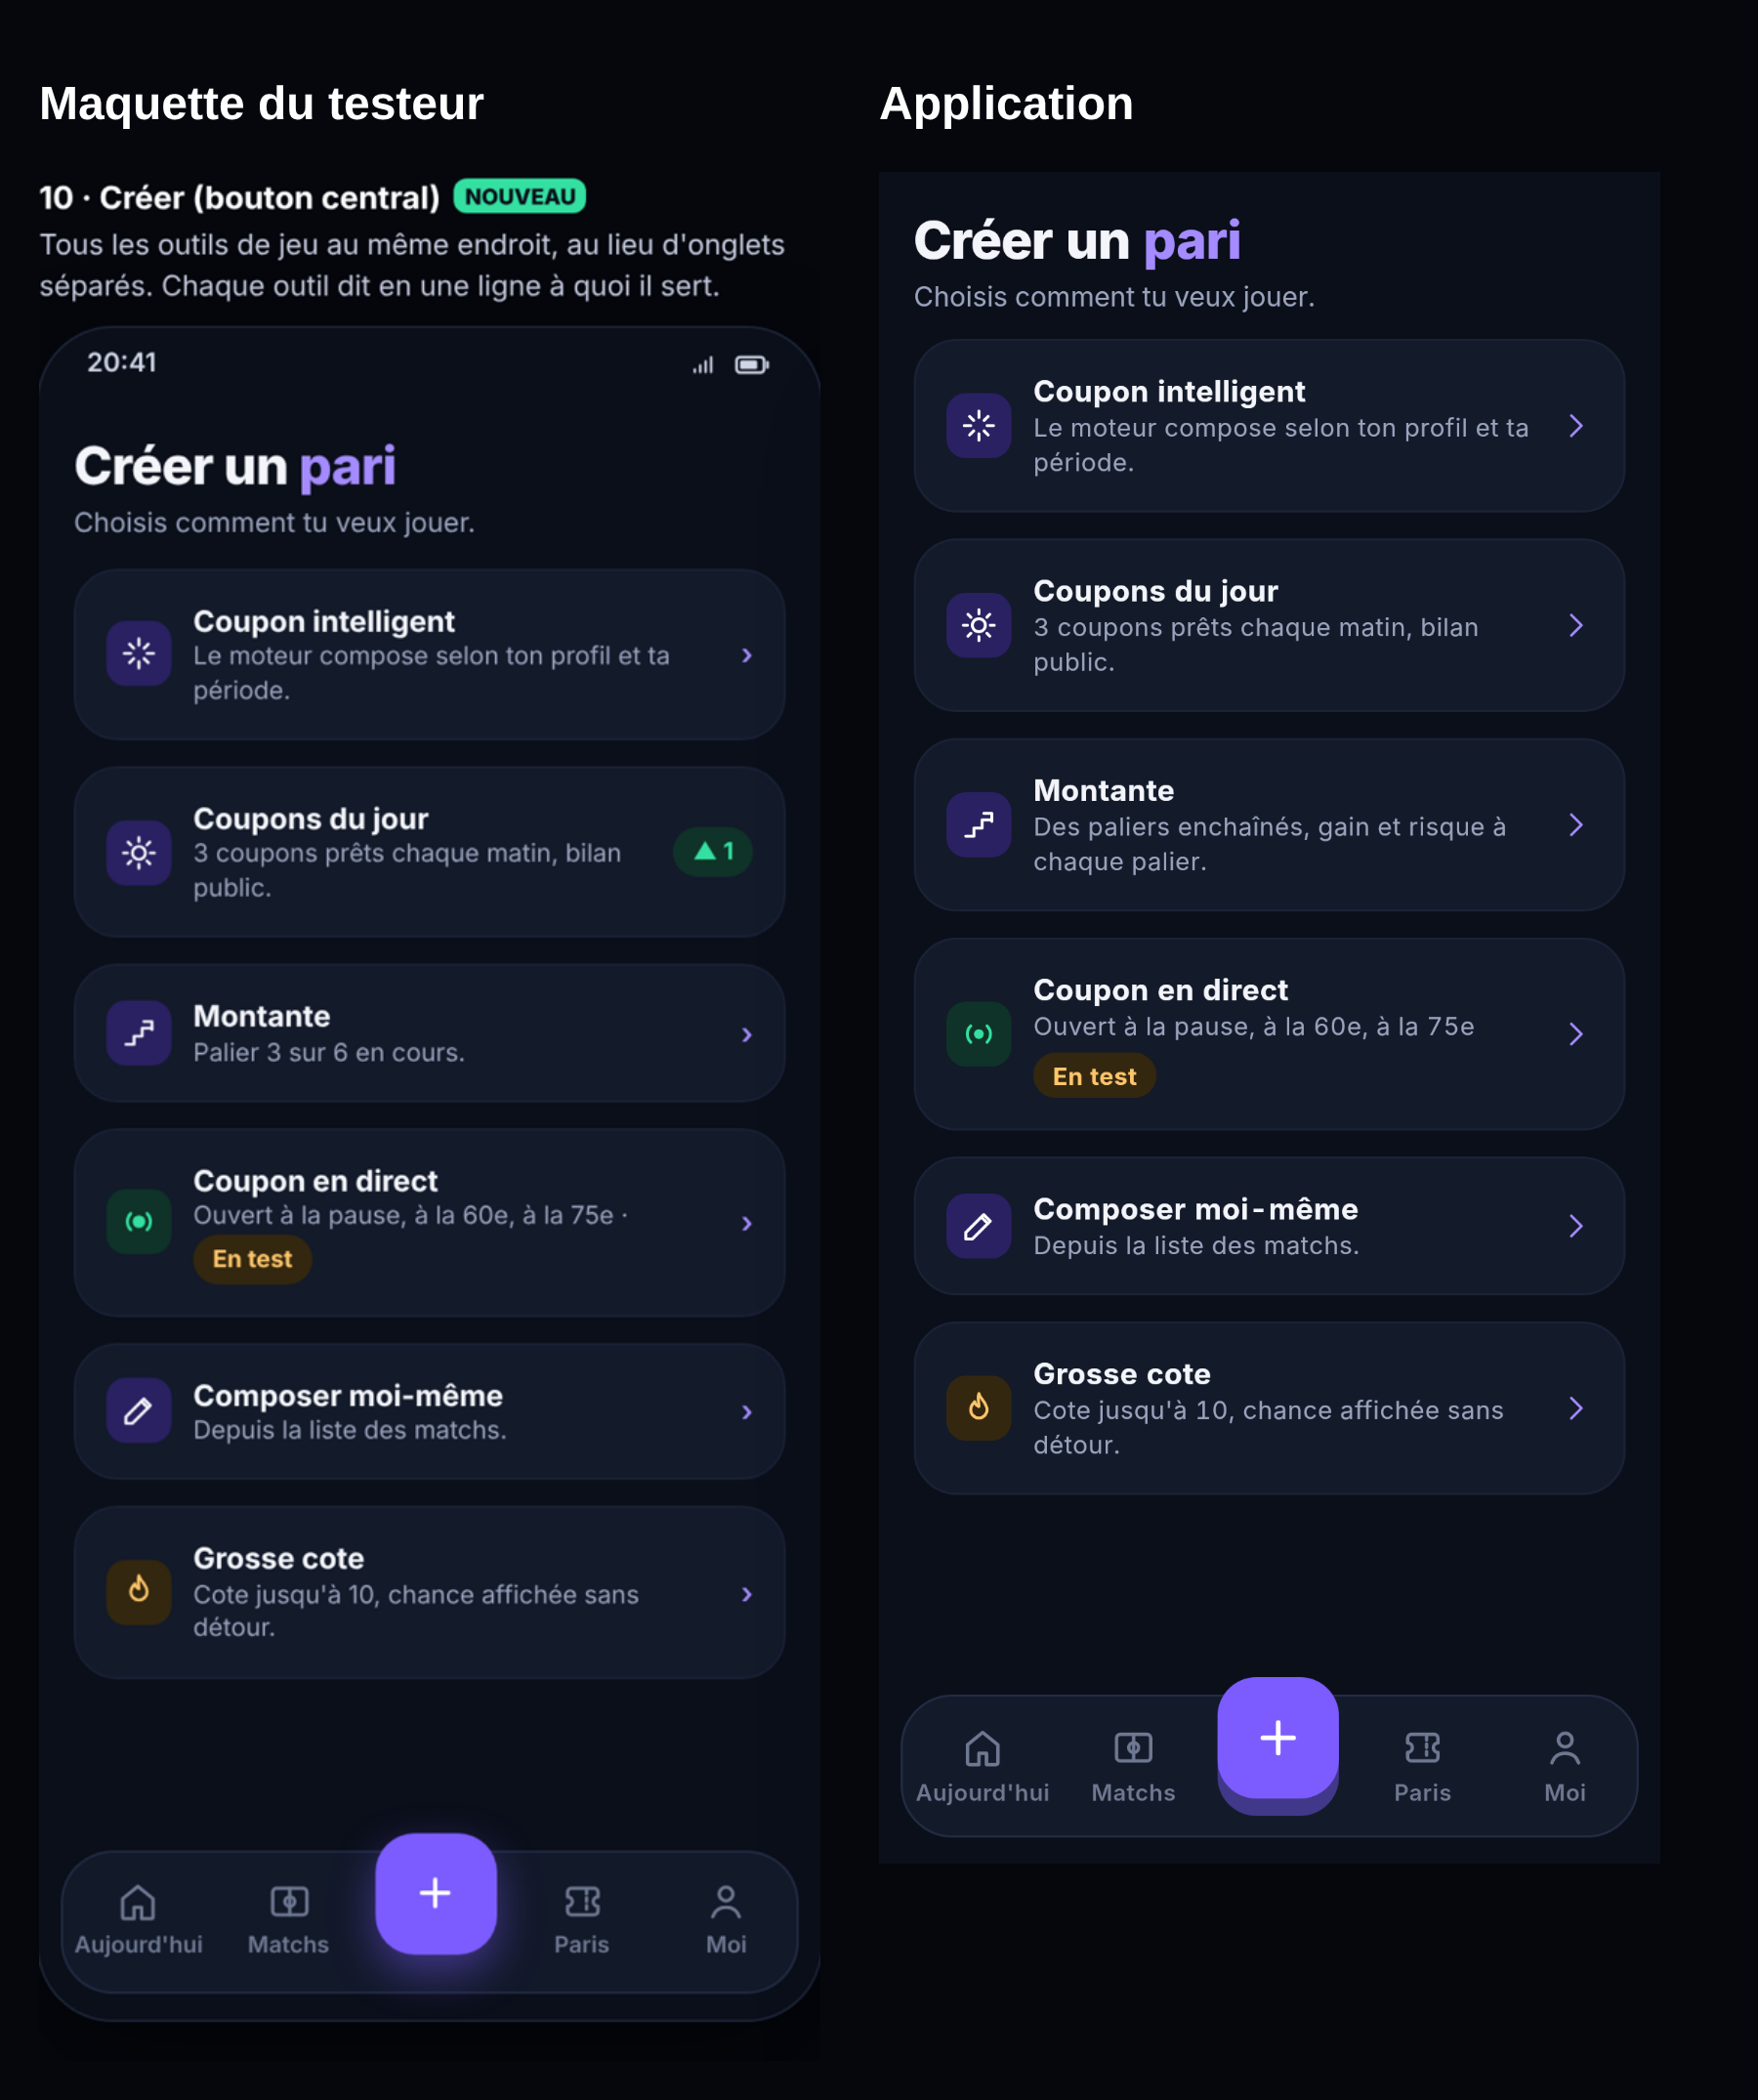 Maquette du testeur
10 · Créer (bouton central) NOUVEAU
Tous les outils de jeu au même endroit, au lieu d'onglets
séparés. Chaque outil dit en une ligne à quoi il sert.
20:41
Créer un pari
Choisis comment tu veux jouer.
Coupon intelligent
Le moteur compose selon ton profil et ta
période.
›
Coupons du jour
3 coupons prêts chaque matin, bilan
public.
▲ 1
Montante
Palier 3 sur 6 en cours.
›
Coupon en direct
Ouvert à la pause, à la 60e, à la 75e ·
En test
›
Composer moi-même
Depuis la liste des matchs.
›
Grosse cote
Cote jusqu'à 10, chance affichée sans
détour.
›
+
Aujourd'hui Matchs Paris Moi
Application
Créer un pari
Choisis comment tu veux jouer.
Coupon intelligent
Le moteur compose selon ton profil et ta
période.
Coupons du jour
3 coupons prêts chaque matin, bilan
public.
Montante
Des paliers enchaînés, gain et risque à
chaque palier.
Coupon en direct
Ouvert à la pause, à la 60e, à la 75e
En test
Composer moi-même
Depuis la liste des matchs.
Grosse cote
Cote jusqu'à 10, chance affichée sans
détour.
+
Aujourd'hui Matchs Paris Moi